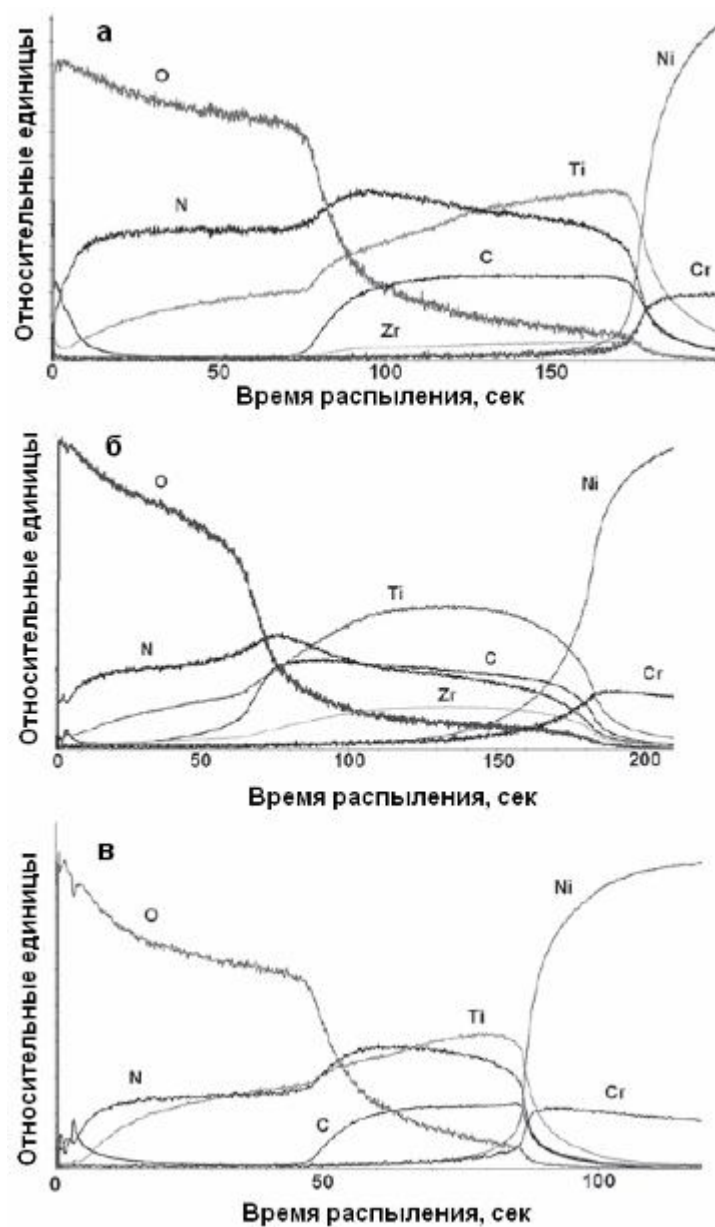 а
Относительные единицы
O
Ni
Ti
N
C
Cr
Zr
0 50 100 150
Время распыления, сек
б
Относительные единицы
O
Ni
Ti
N
C
Cr
Zr
0 50 100 150 200
Время распыления, сек
в
Относительные единицы
O
Ni
Ti
N
C
Cr
0 50 100
Время распыления, сек